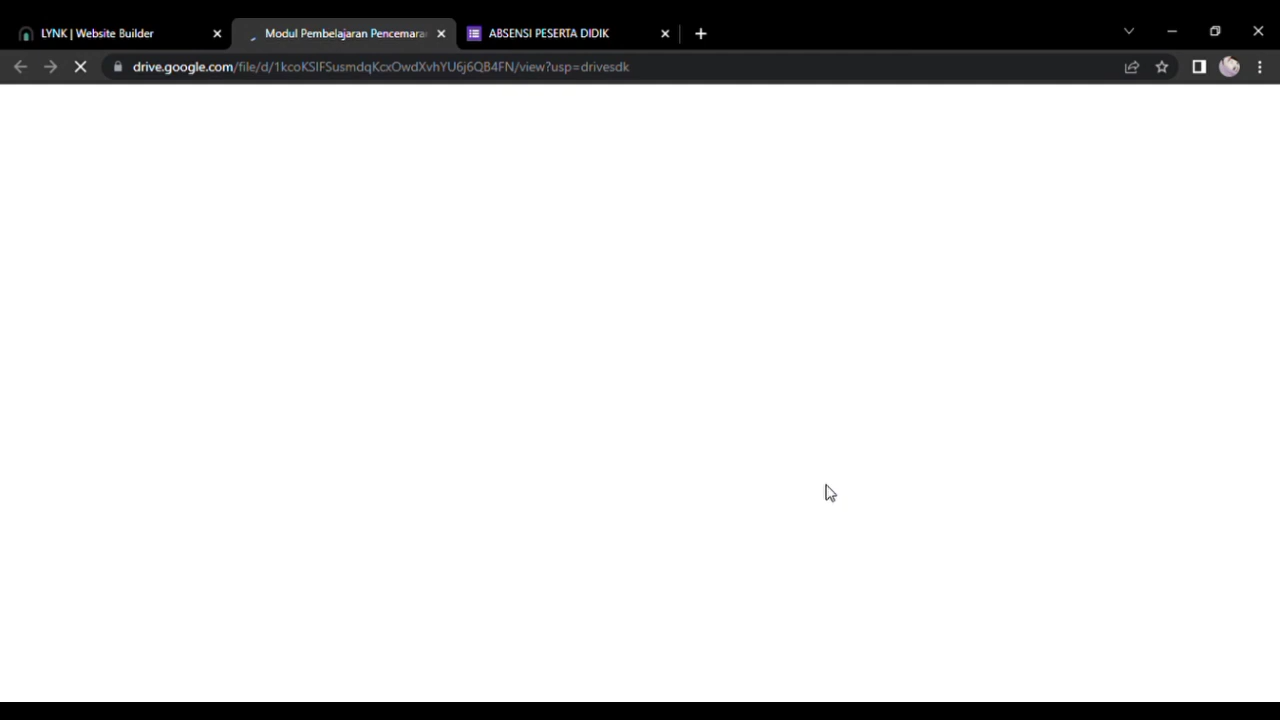 LYNK | Website Builder
Modul Pembelajaran Pencemara
ABSENSI PESERTA DIDIK
drive.google.com/file/d/1kcoKSIFSusmdqKcxOwdXvhYU6j6QB4FN/view?usp=drivesdk